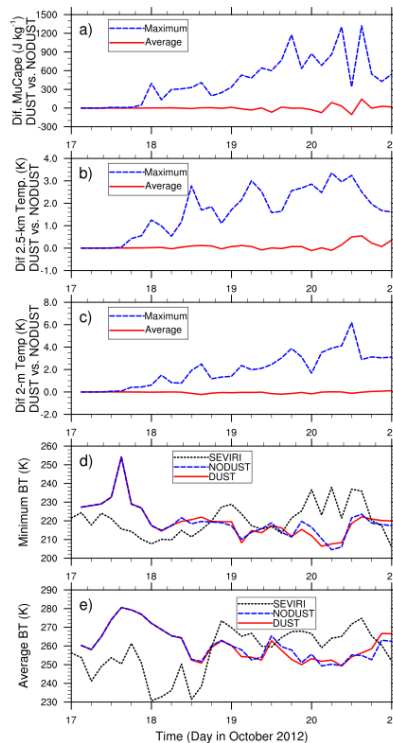 a)
Maximum
Average
Dif. MuCape (J kg⁻¹)
DUST vs. NODUST
1500
1200
900
600
300
0
-300
17 18 19 20 2
b)
Maximum
Average
Dif 2.5-km Temp. (K)
DUST vs. NODUST
4.0
3.0
2.0
1.0
0.0
-1.0
17 18 19 20 2
c)
Maximum
Average
Dif 2-m Temp (K)
DUST vs. NODUST
8.0
6.0
4.0
2.0
0.0
-2.0
17 18 19 20 2
d)
SEVIRI
NODUST
DUST
Minimum BT (K)
260
250
240
230
220
210
200
17 18 19 20 2
e)
SEVIRI
NODUST
DUST
Average BT (K)
290
280
270
260
250
240
230
17 18 19 20 2
Time (Day in October 2012)